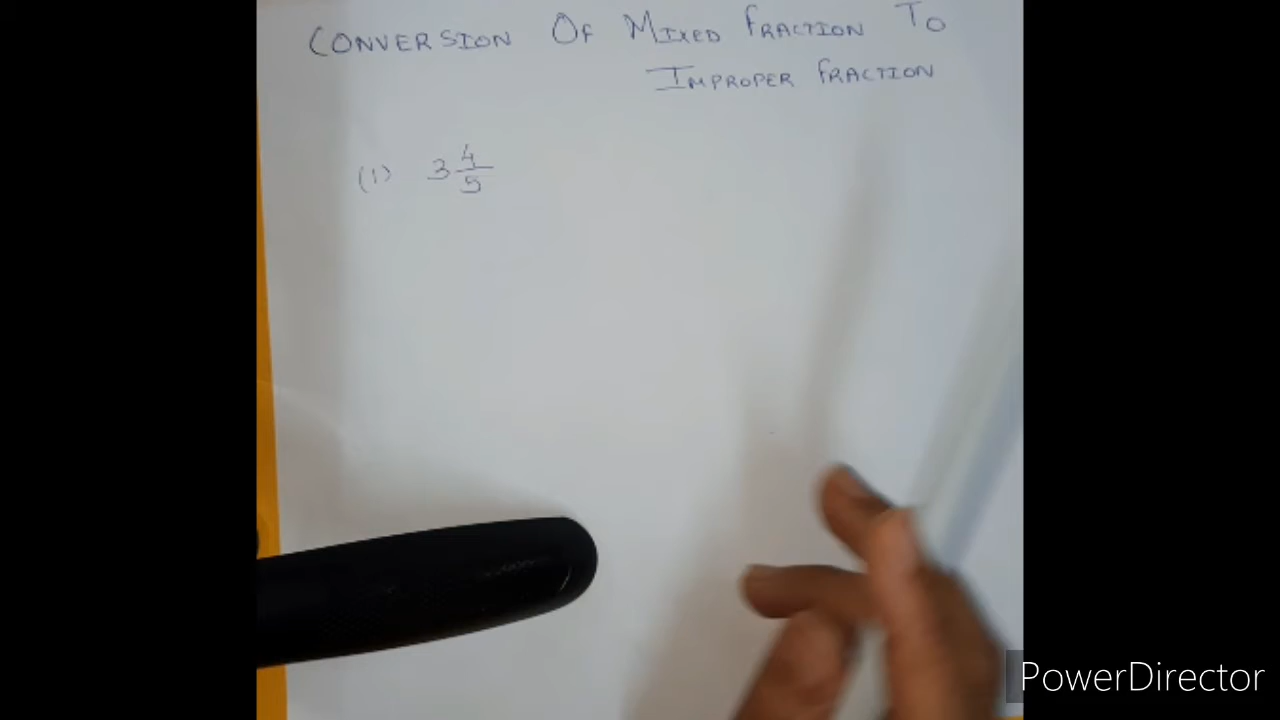 CONVERSION OF MIXED FRACTION TO
IMPROPER FRACTION
(1) 3 4/5
PowerDirector